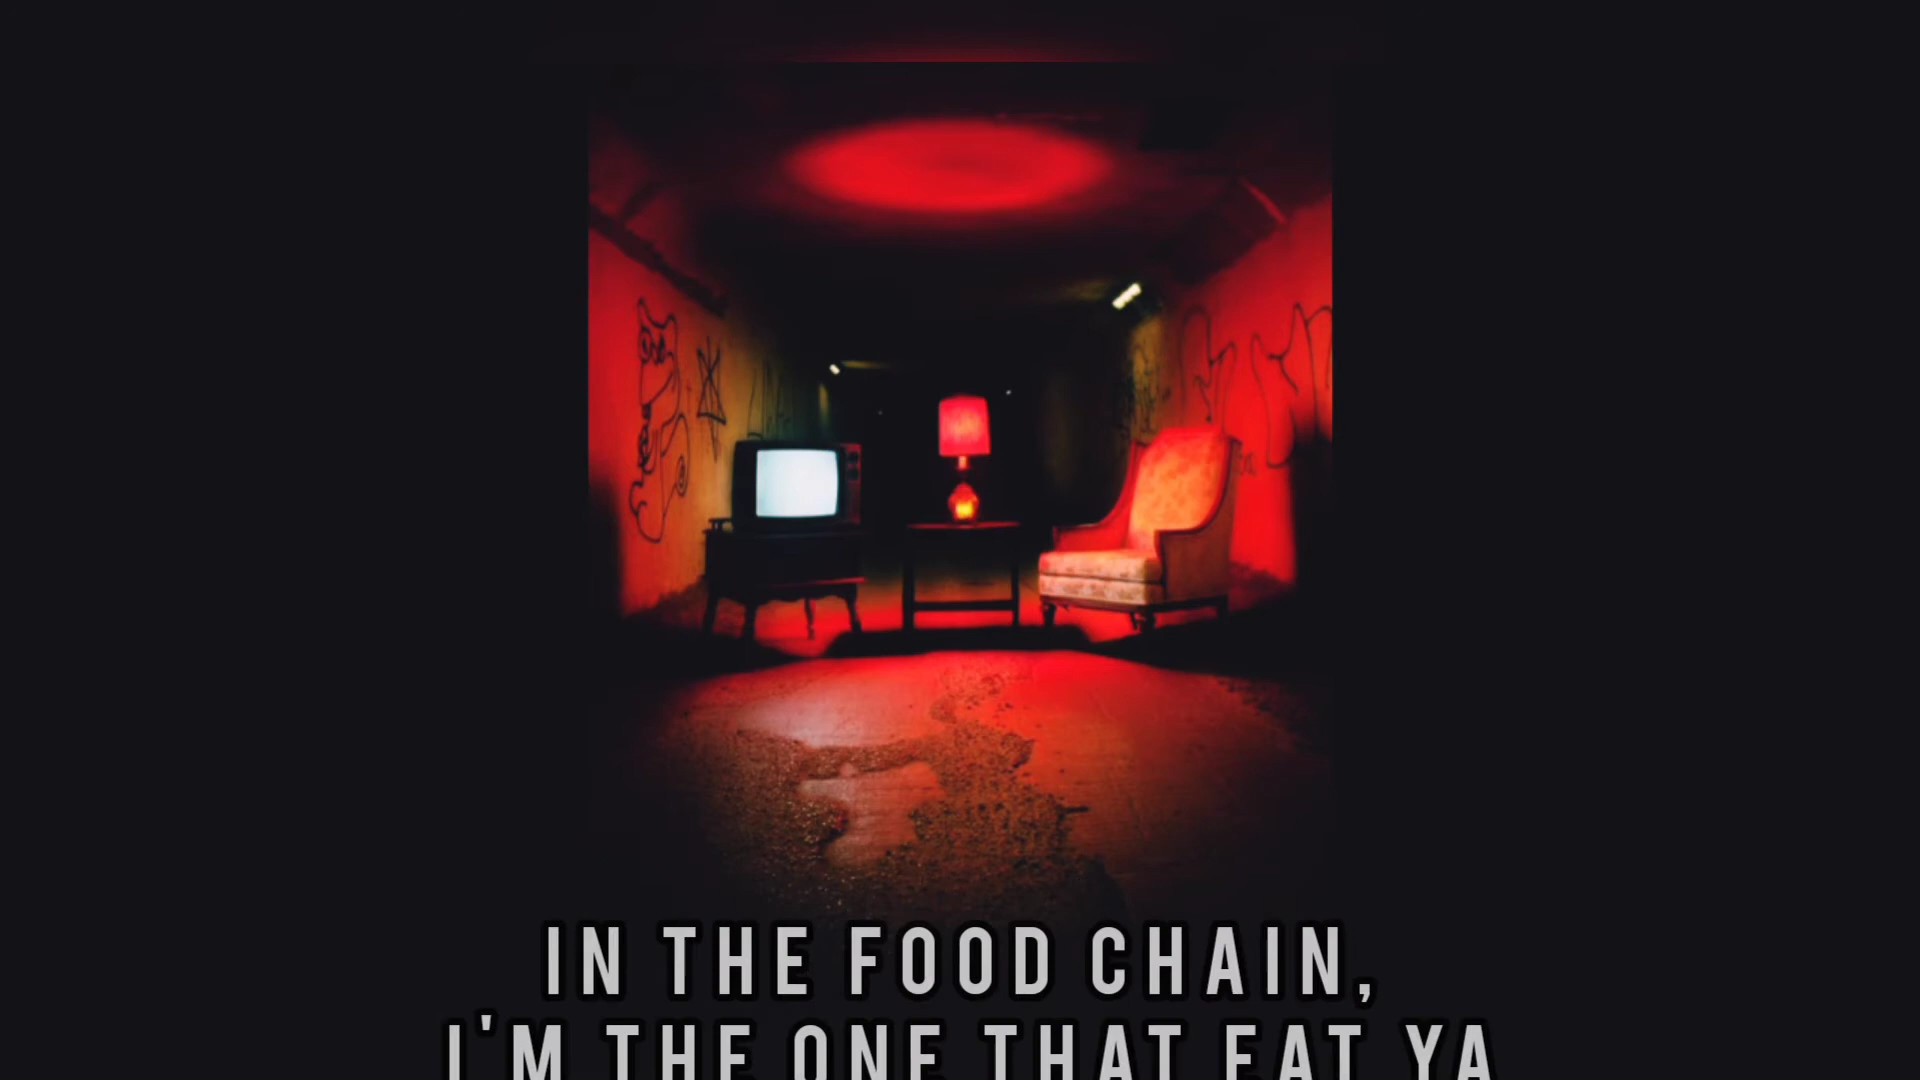 IN THE FOOD CHAIN,
I'M THE ONE THAT EAT YA